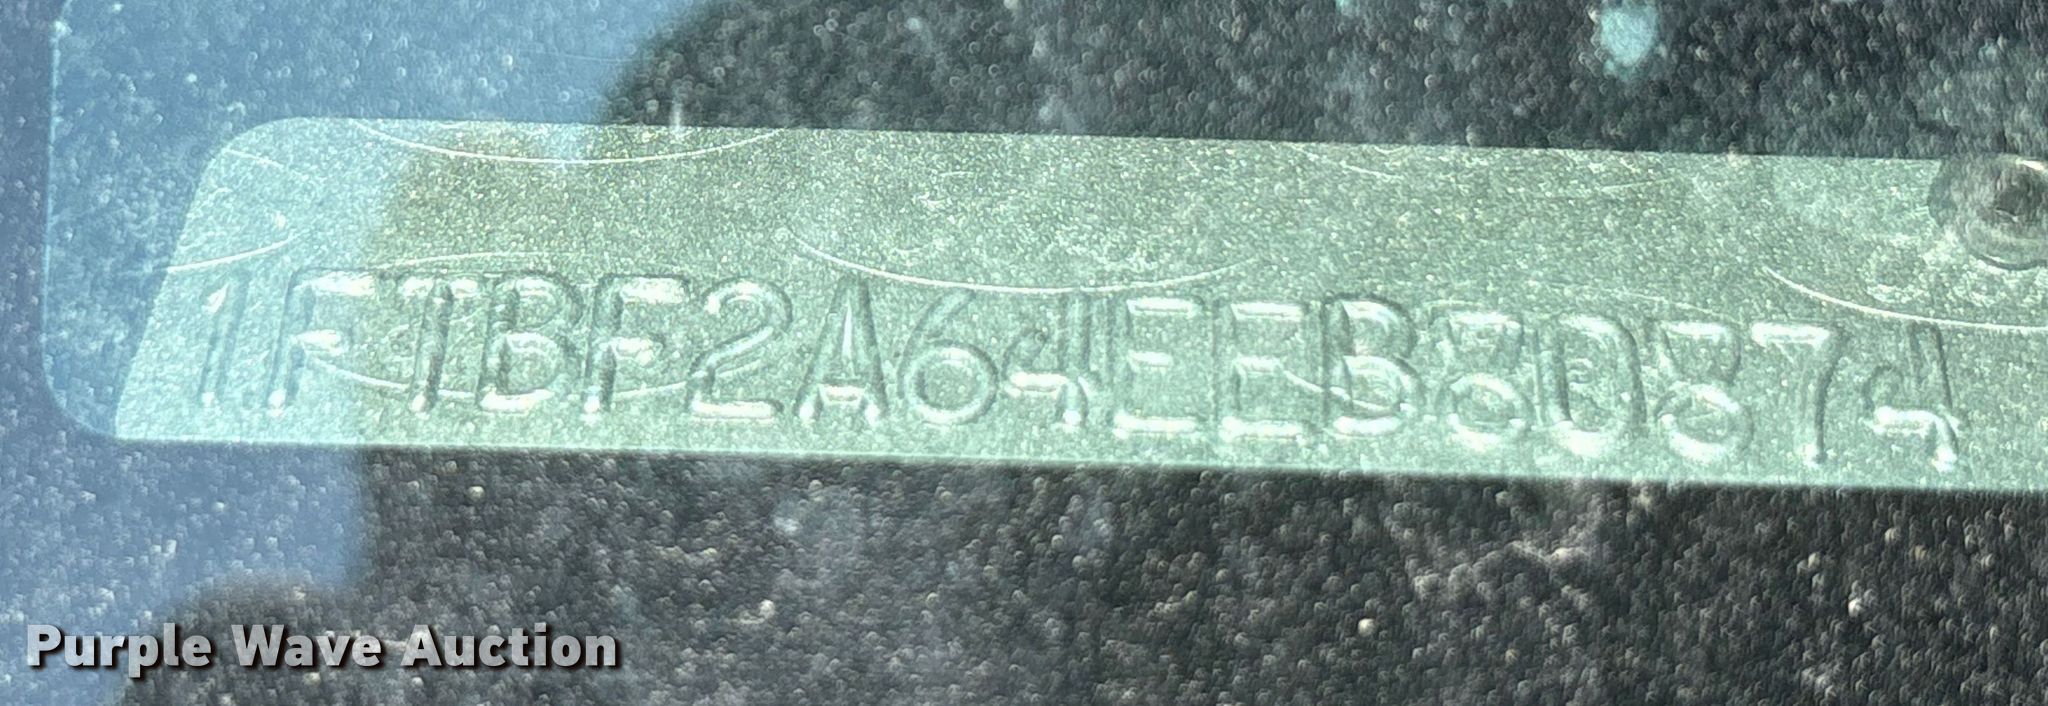 1FTBF2A64EEB80874
Purple Wave Auction